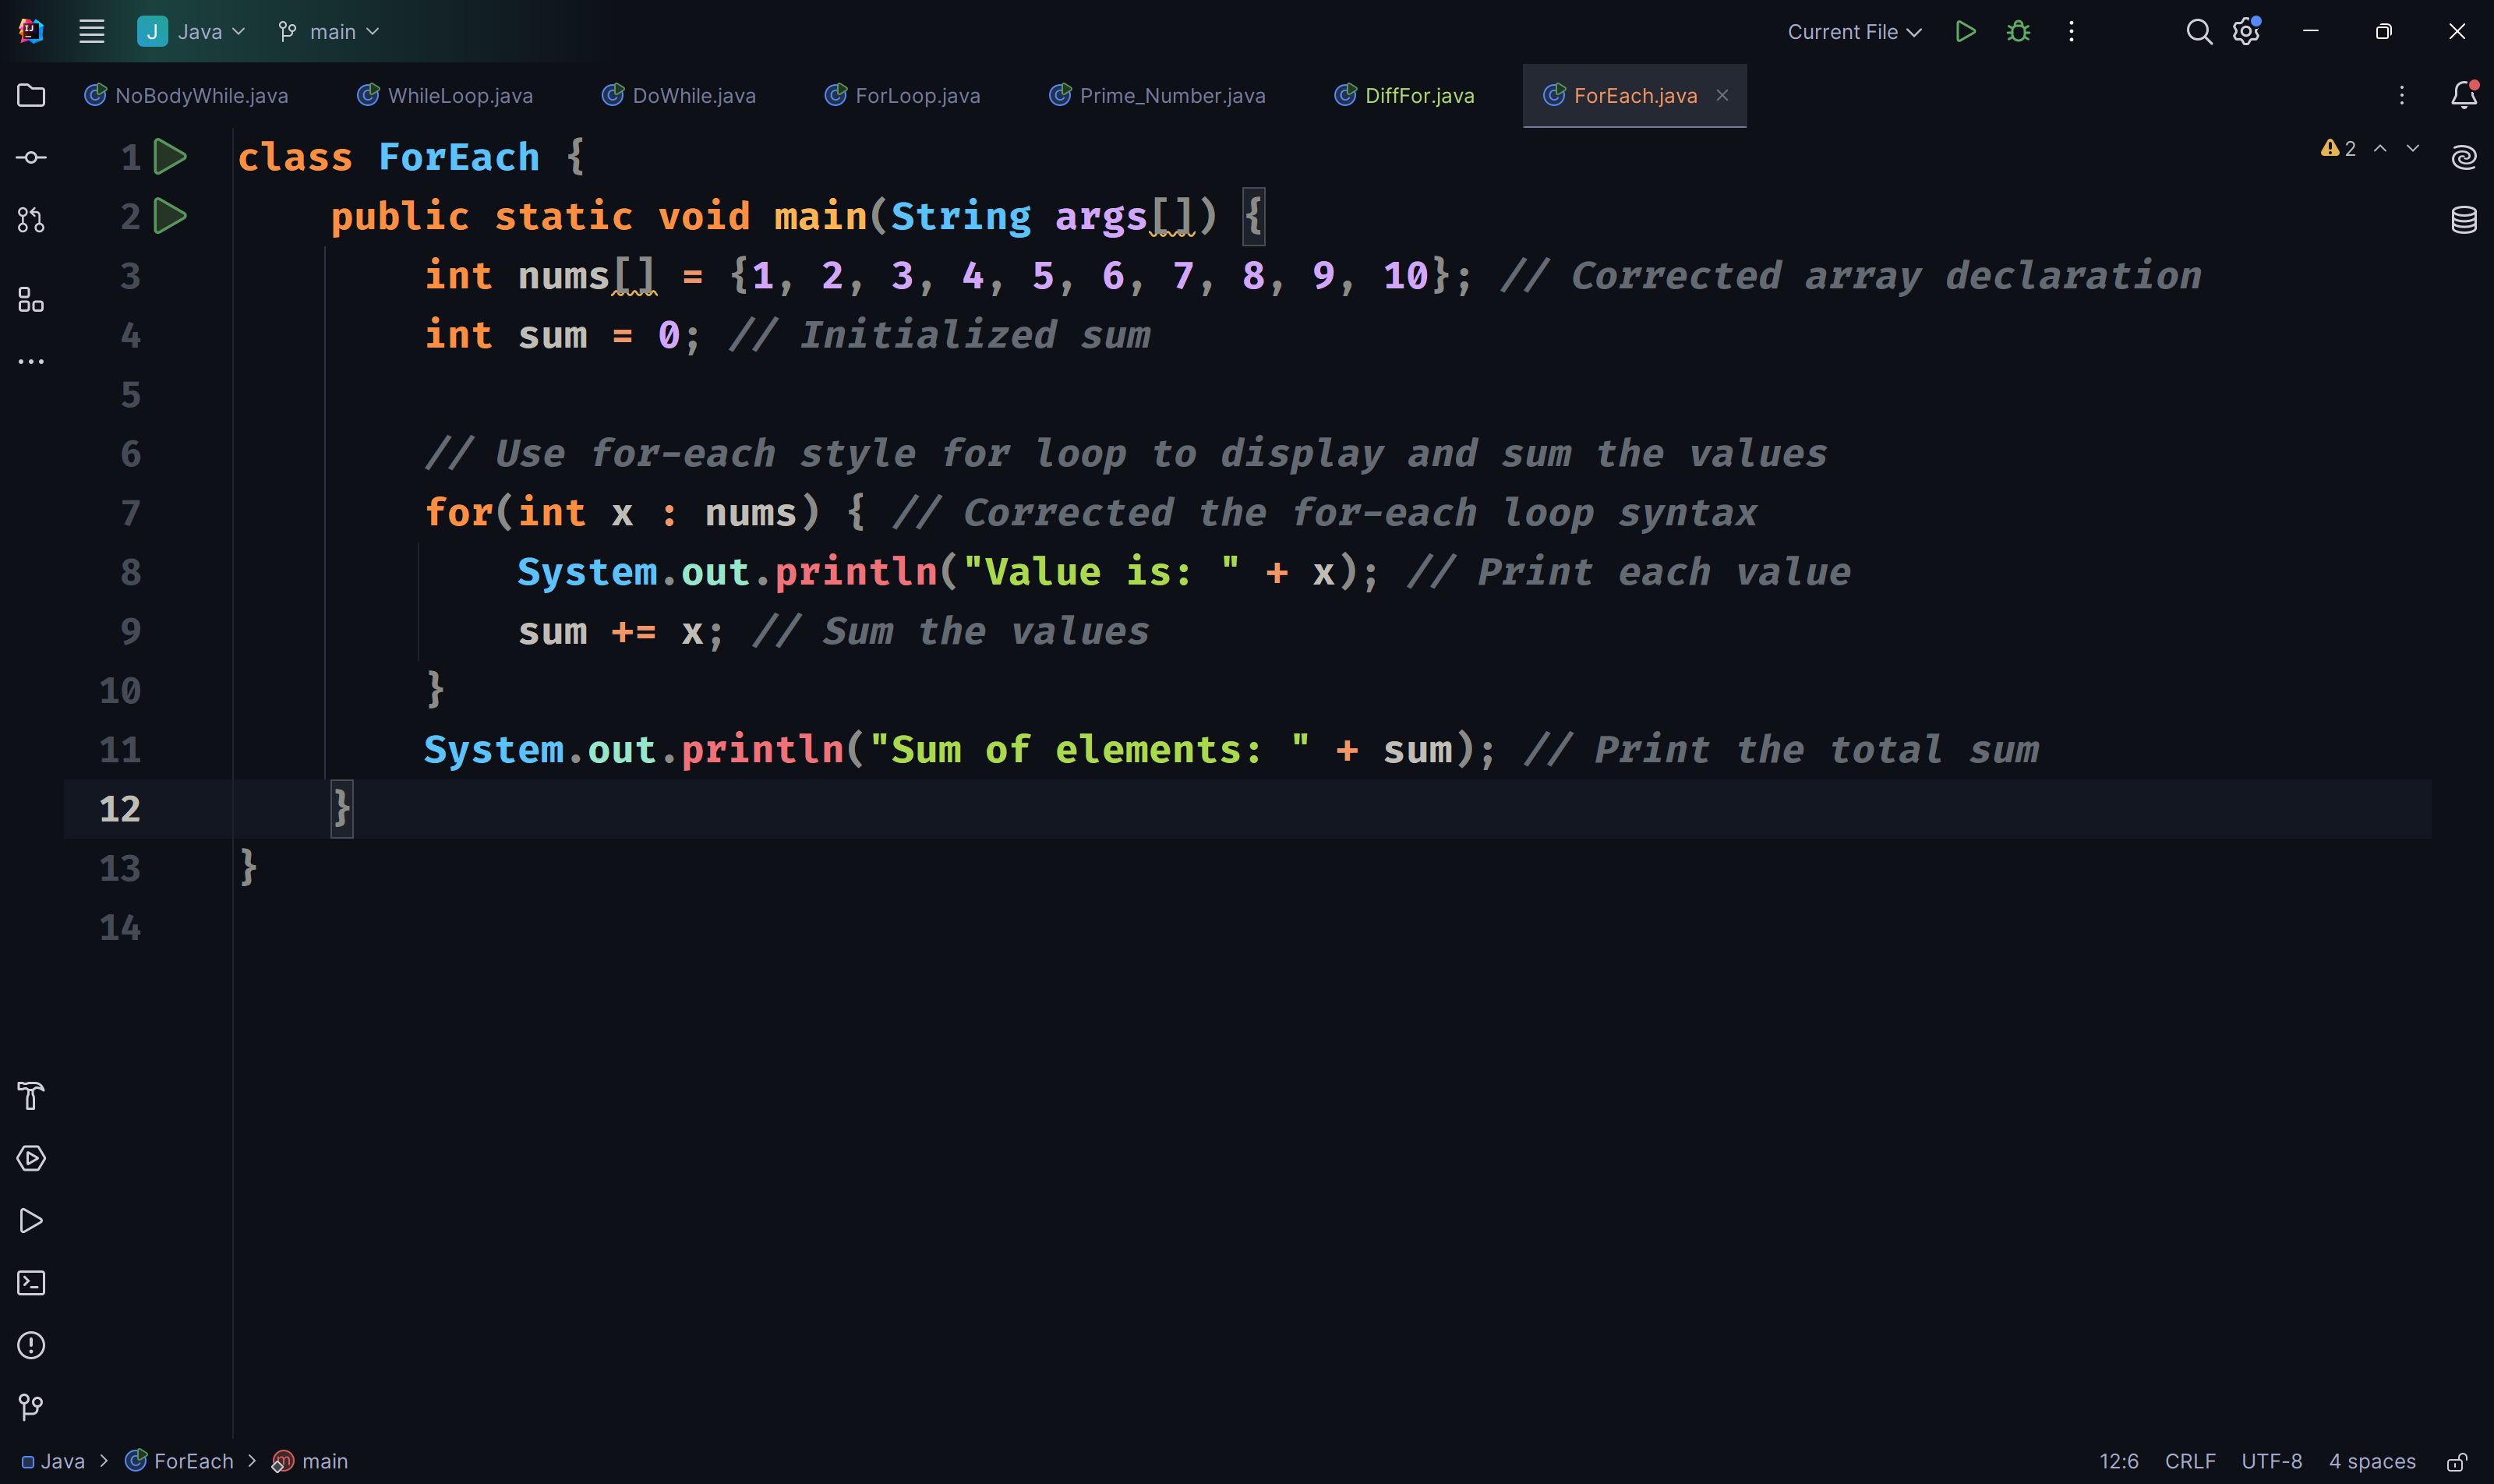 J Java main Current File
NoBodyWhile.java WhileLoop.java DoWhile.java ForLoop.java Prime_Number.java DiffFor.java ForEach.java
2
1 class ForEach {
2 public static void main(String args[]) {
3 int nums[] = {1, 2, 3, 4, 5, 6, 7, 8, 9, 10}; // Corrected array declaration
4 int sum = 0; // Initialized sum
5
6 // Use for-each style for loop to display and sum the values
7 for(int x : nums) { // Corrected the for-each loop syntax
8 System.out.println("Value is: " + x); // Print each value
9 sum += x; // Sum the values
10 }
11 System.out.println("Sum of elements: " + sum); // Print the total sum
12 }
13 }
14
Java > ForEach > main 12:6 CRLF UTF-8 4 spaces